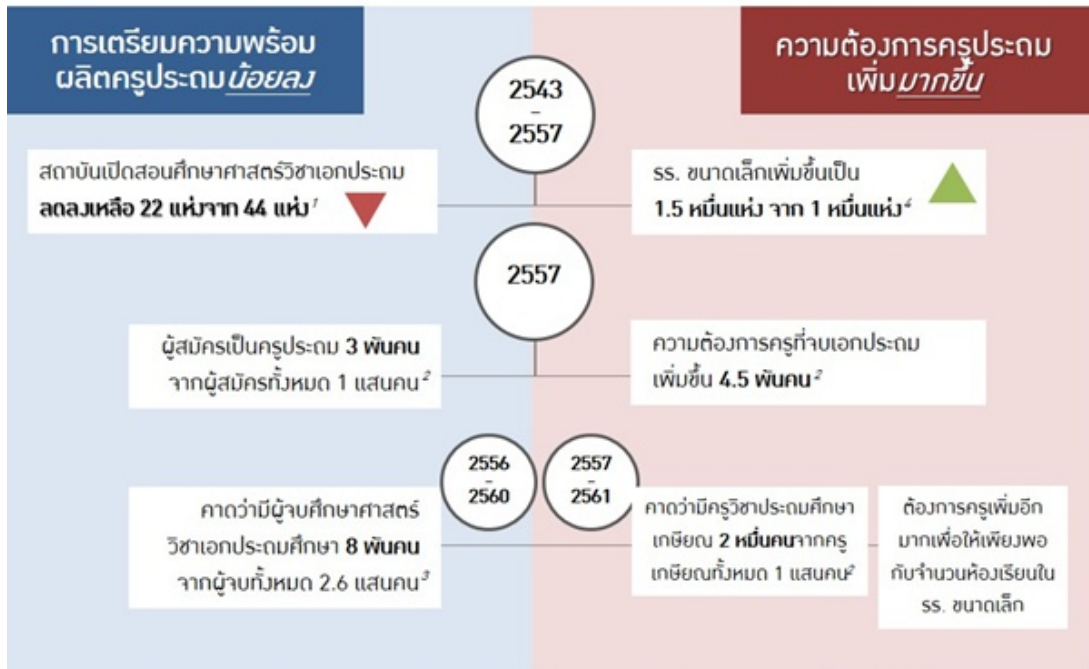 การเตรียมความพร้อม
ผลิตครูประถมน้อยลง
ความต้องการครูประถม
เพิ่มมากขึ้น
2543
-
2557
สถาบันเปิดสอนศึกษาศาสตร์วิชาเอกประถม
ลดลงเหลือ 22 แห่งจาก 44 แห่ง¹
รร. ขนาดเล็กเพิ่มขึ้นเป็น
1.5 หมื่นแห่ง จาก 1 หมื่นแห่ง⁴
2557
ผู้สมัครเป็นครูประถม 3 พันคน
จากผู้สมัครทั้งหมด 1 แสนคน²
ความต้องการครูที่จบเอกประถม
เพิ่มขึ้น 4.5 พันคน²
2556
-
2560
2557
-
2561
คาดว่ามีผู้จบศึกษาศาสตร์
วิชาเอกประถมศึกษา 8 พันคน
จากผู้จบทั้งหมด 2.6 แสนคน³
คาดว่ามีครูวิชาประถมศึกษา
เกษียณ 2 หมื่นคนจากครู
เกษียณทั้งหมด 1 แสนคน²
ต้องการครูเพิ่มอีก
มากเพื่อให้เพียงพอ
กับจำนวนห้องเรียนใน
รร. ขนาดเล็ก